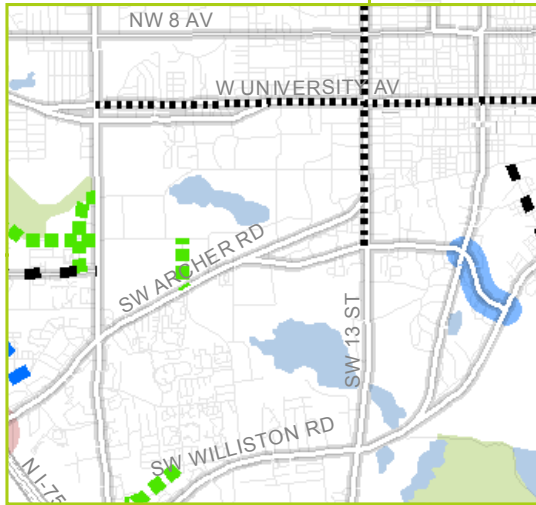 NW 8 AV
W UNIVERSITY AV
SW ARCHER RD
SW 13 ST
SW WILLISTON RD
N I-75